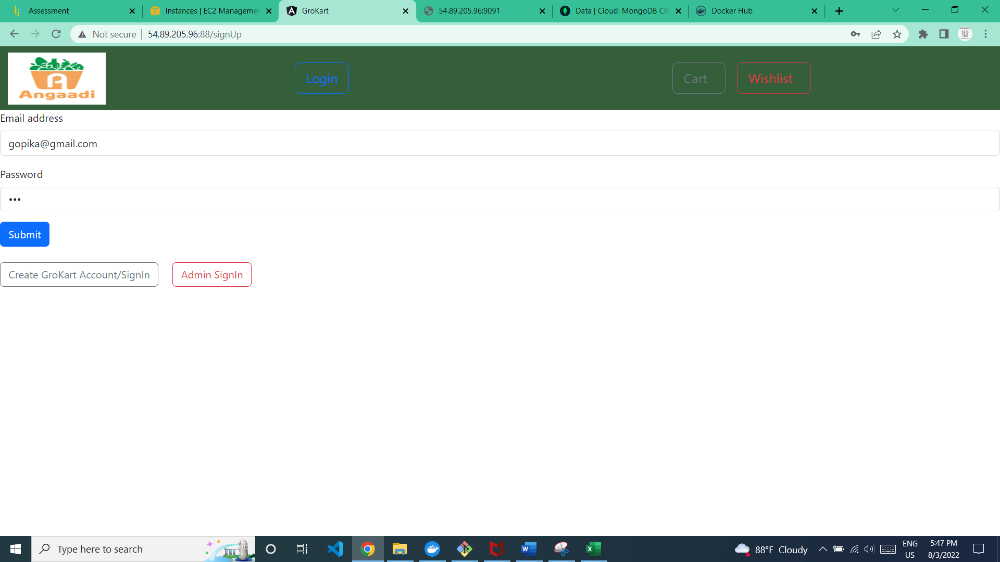 Assessment
Instances | EC2 Managemen
GroKart
54.89.205.96:9091
Data | Cloud: MongoDB Clo
Docker Hub
Not secure | 54.89.205.96:88/signUp
A
Angaadi
Login
Cart
Wishlist
Email address
gopika@gmail.com
Password
•••
Submit
Create GroKart Account/SignIn
Admin SignIn
Type here to search
88°F Cloudy
ENG
US
5:47 PM
8/3/2022